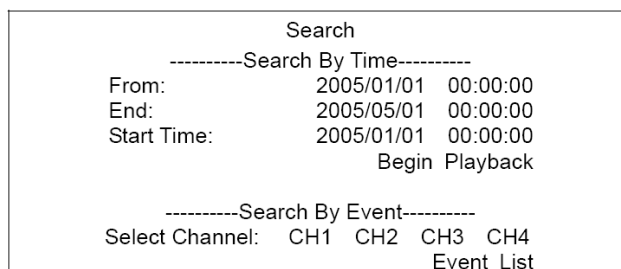 Search
----------Search By Time----------
From: 2005/01/01 00:00:00
End: 2005/05/01 00:00:00
Start Time: 2005/01/01 00:00:00
Begin Playback
----------Search By Event----------
Select Channel: CH1 CH2 CH3 CH4
Event List